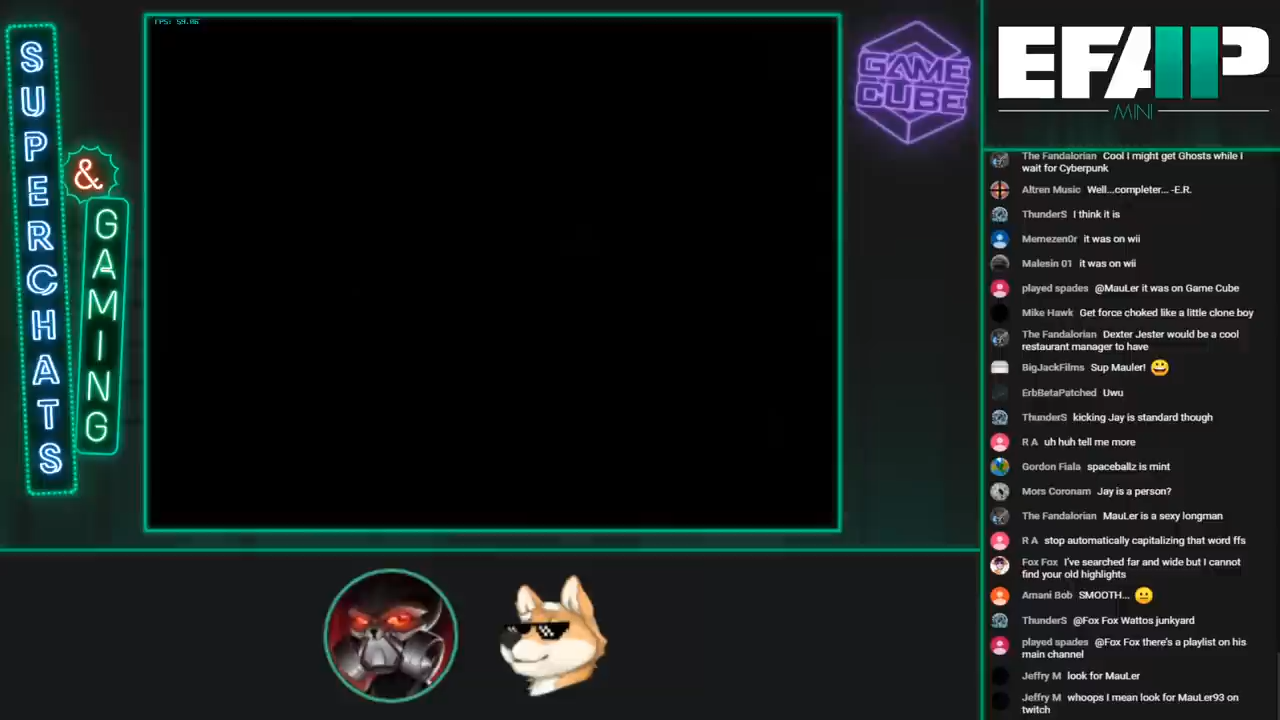 SUPERCHATS
&
GAMING
FPS: 59.06
GAME
CUBE
EFAP
MINI
The Fandalorian Cool I might get Ghosts while I
wait for Cyberpunk
Altren Music Well...completer... -E.R.
ThunderS I think it is
Memezen0r it was on wii
Malesin 01 it was on wii
played spades @MauLer it was on Game Cube
Mike Hawk Get force choked like a little clone boy
The Fandalorian Dexter Jester would be a cool
restaurant manager to have
BigJackFilms Sup Mauler! 😀
ErbBetaPatched Uwu
ThunderS kicking Jay is standard though
R A uh huh tell me more
Gordon Fiala spaceballz is mint
Mors Coronam Jay is a person?
The Fandalorian MauLer is a sexy longman
R A stop automatically capitalizing that word ffs
Fox Fox I've searched far and wide but I cannot
find your old highlights
Amani Bob SMOOTH... 😐
ThunderS @Fox Fox Wattos junkyard
played spades @Fox Fox there's a playlist on his
main channel
Jeffry M look for MauLer
Jeffry M whoops I mean look for MauLer93 on
twitch